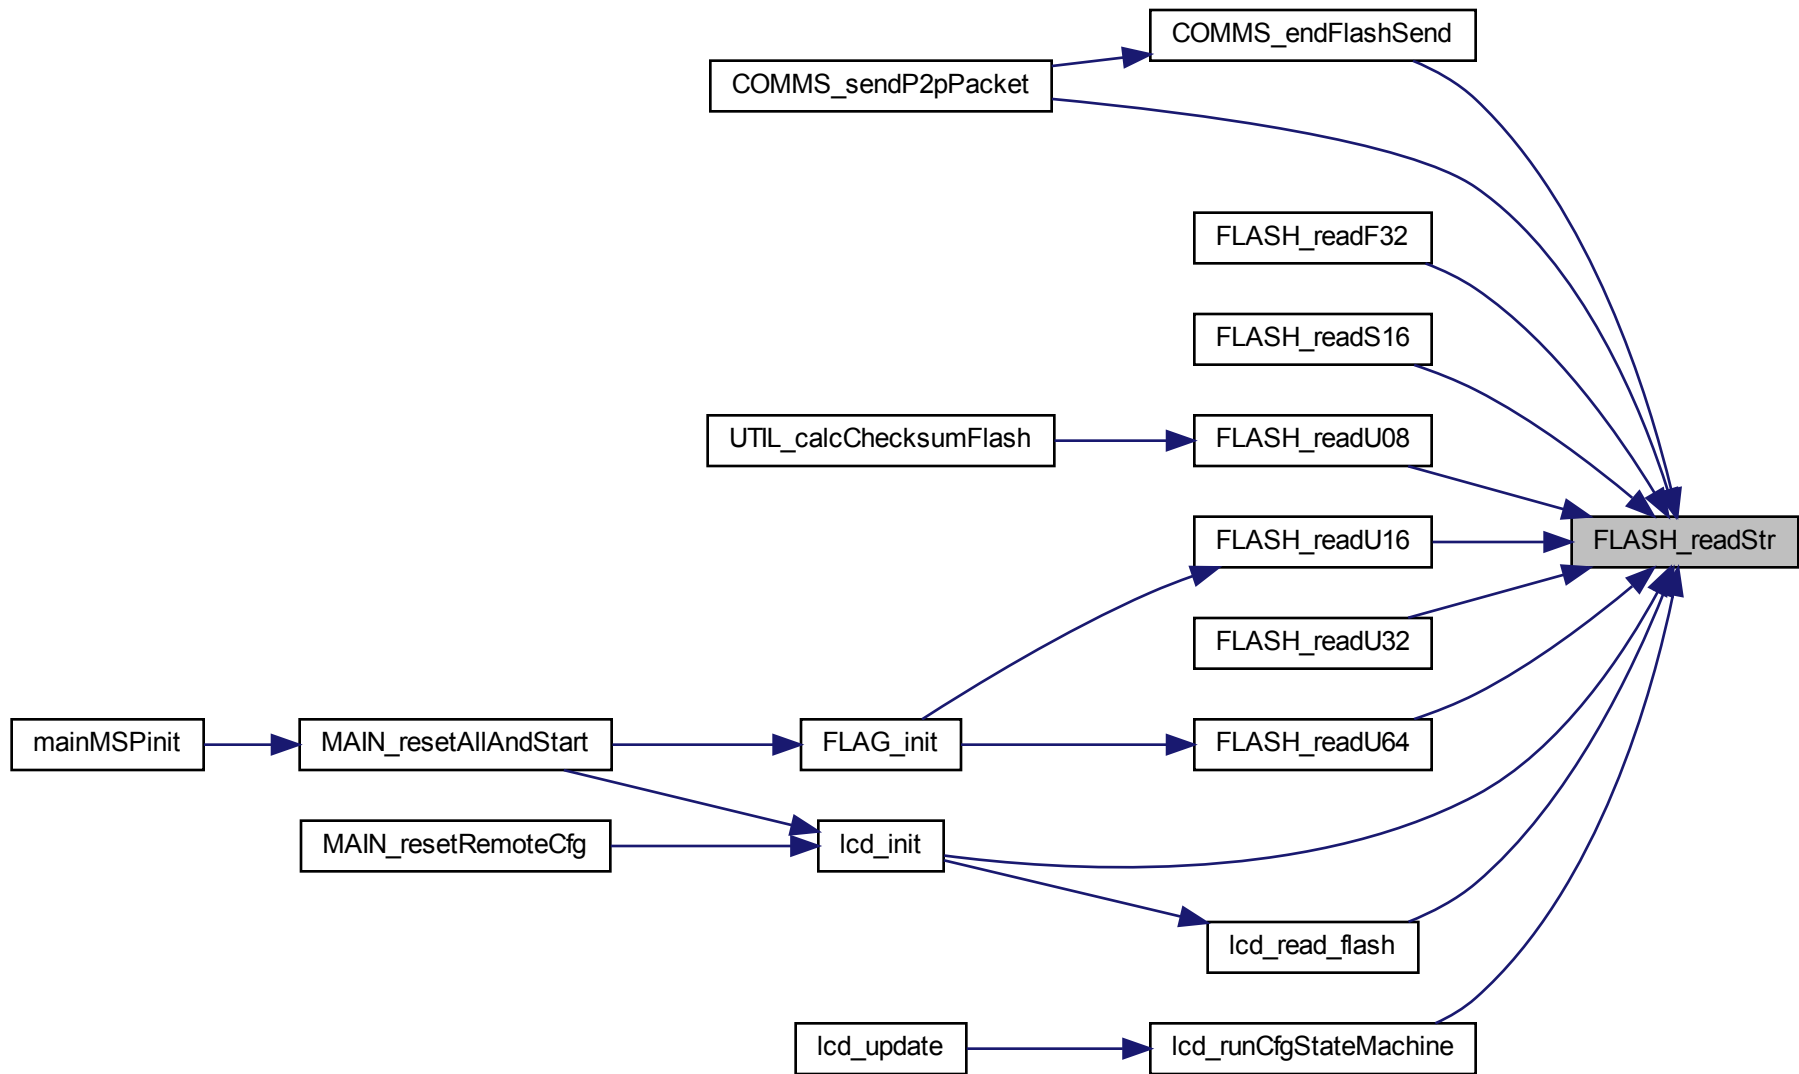 COMMS_endFlashSend
COMMS_sendP2pPacket
FLASH_readF32
FLASH_readS16
UTIL_calcChecksumFlash
FLASH_readU08
FLASH_readU16
FLASH_readStr
FLASH_readU32
mainMSPinit
MAIN_resetAllAndStart
FLAG_init
FLASH_readU64
MAIN_resetRemoteCfg
lcd_init
lcd_read_flash
lcd_update
lcd_runCfgStateMachine